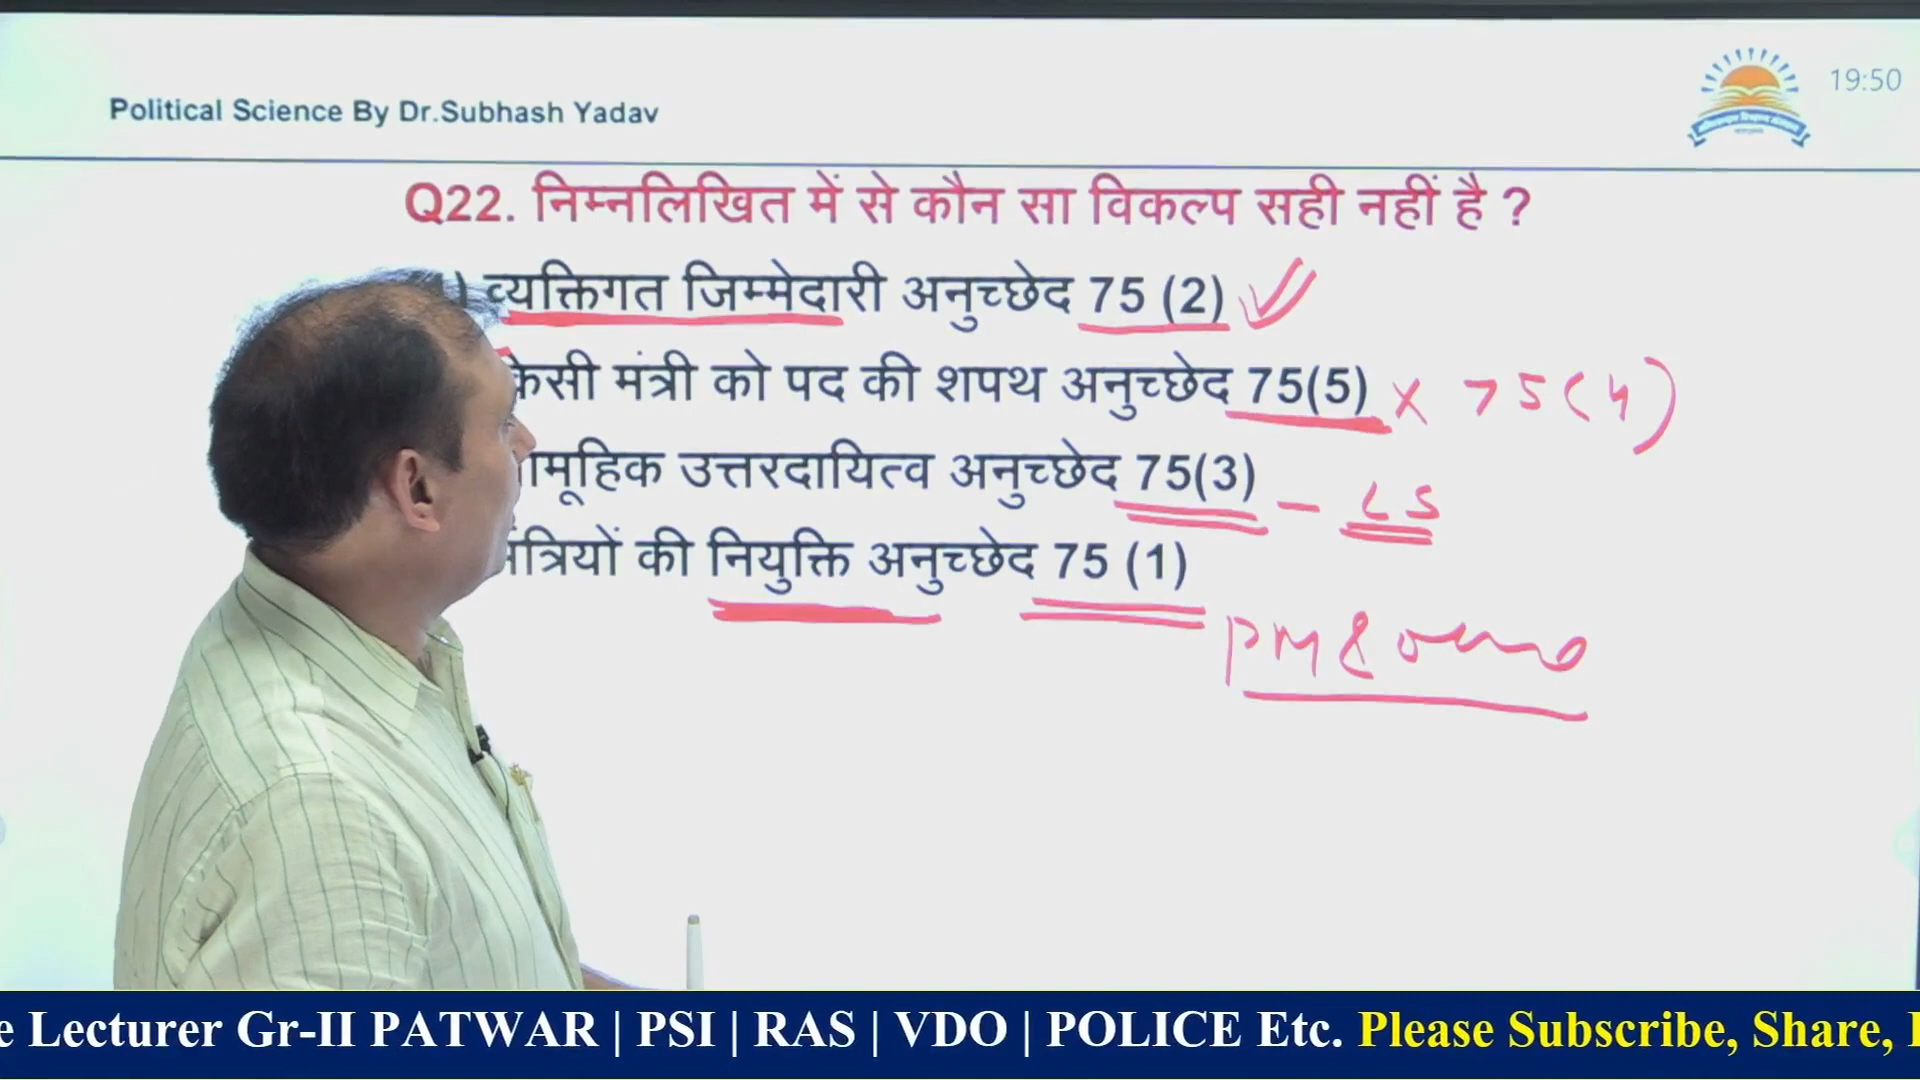 Political Science By Dr.Subhash Yadav
19:50
Q22. निम्नलिखित में से कौन सा विकल्प सही नहीं है ?
व्यक्तिगत जिम्मेदारी अनुच्छेद 75 (2)
मंत्री को पद की शपथ अनुच्छेद 75(5) x 75(4)
उत्तरदायित्व अनुच्छेद 75(3) - LS
की नियुक्ति अनुच्छेद 75 (1)
PM &
Lecturer Gr-II PATWAR | PSI | RAS | VDO | POLICE Etc. Please Subscribe, Share,